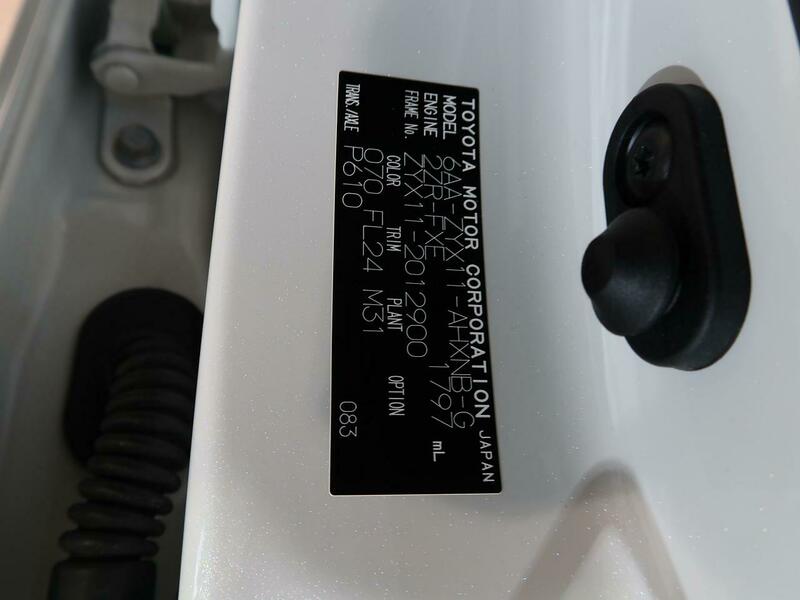 TOYOTA MOTOR CORPORATION JAPAN
MODEL 6AA-ZYX11-AHXNB-G
ENGINE 2ZR-FXE 1797 mL
FRAME No. ZYX11-2012900
COLOR TRIM PLANT OPTION
070 FL24 M31
TRANS./AXLE P610 083